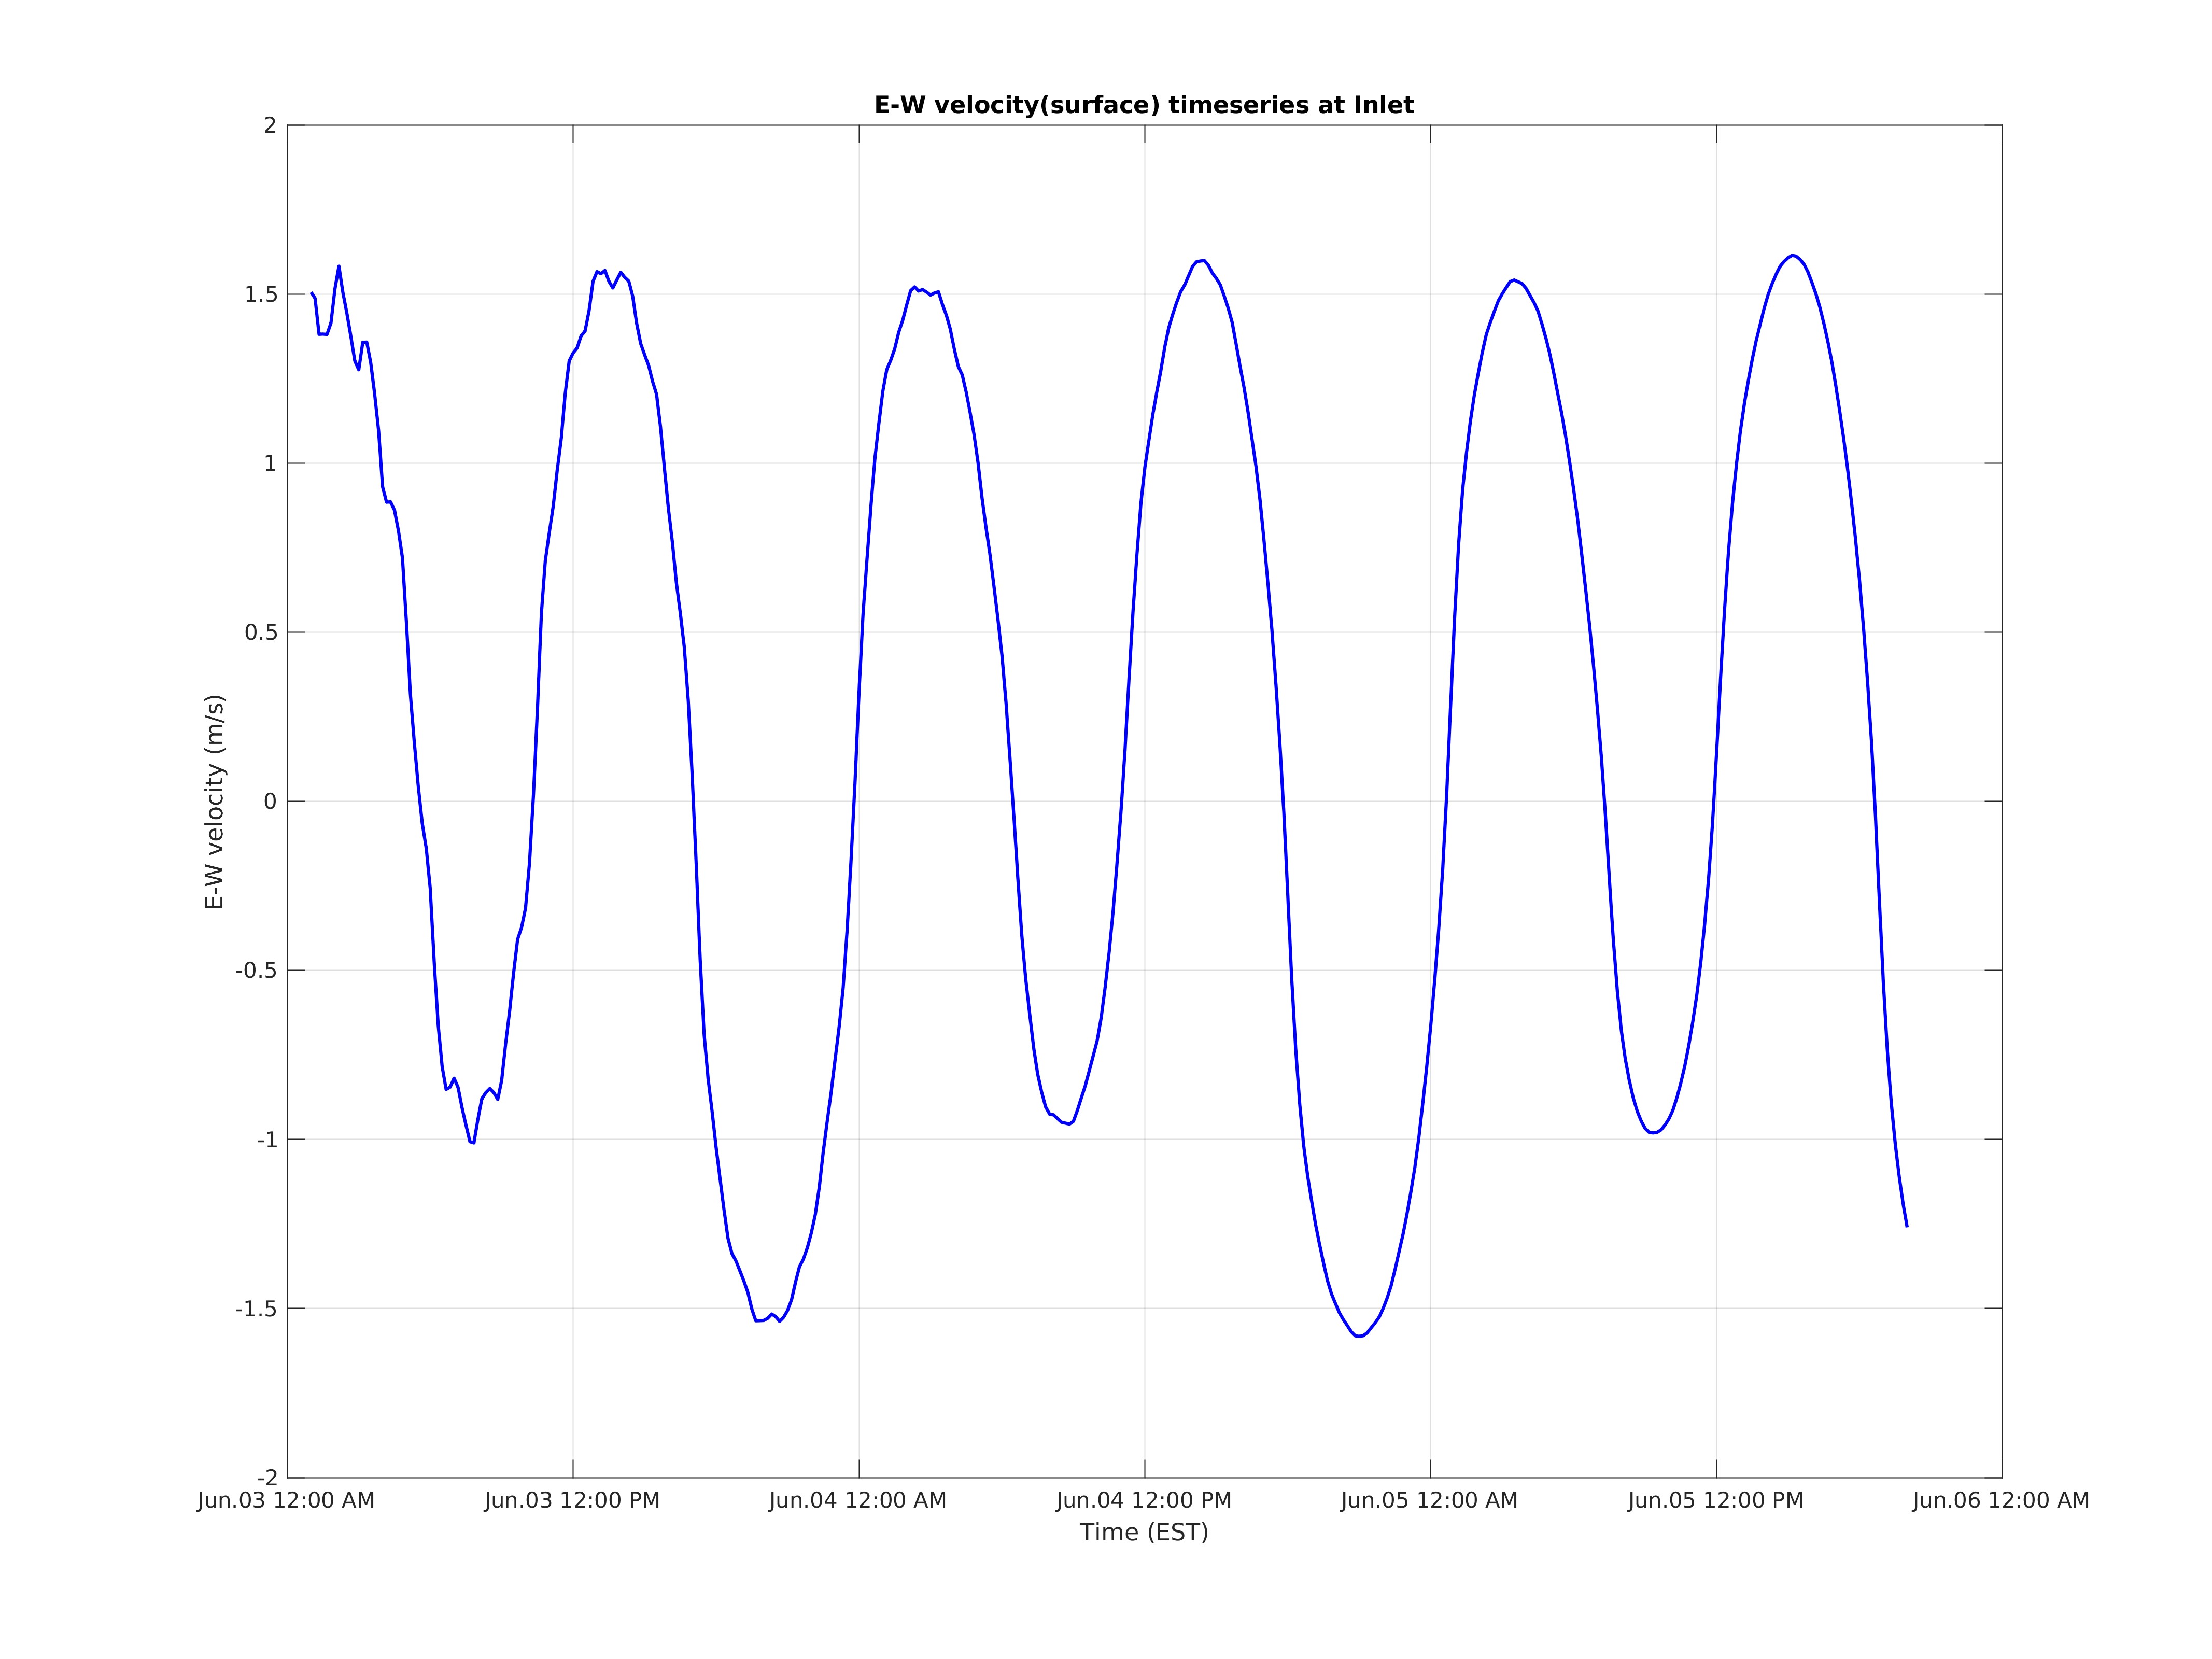 E-W velocity(surface) timeseries at Inlet
2
1.5
1
0.5
0
-0.5
-1
-1.5
-2
E-W velocity (m/s)
Jun.03 12:00 AM
Jun.03 12:00 PM
Jun.04 12:00 AM
Jun.04 12:00 PM
Jun.05 12:00 AM
Jun.05 12:00 PM
Jun.06 12:00 AM
Time (EST)